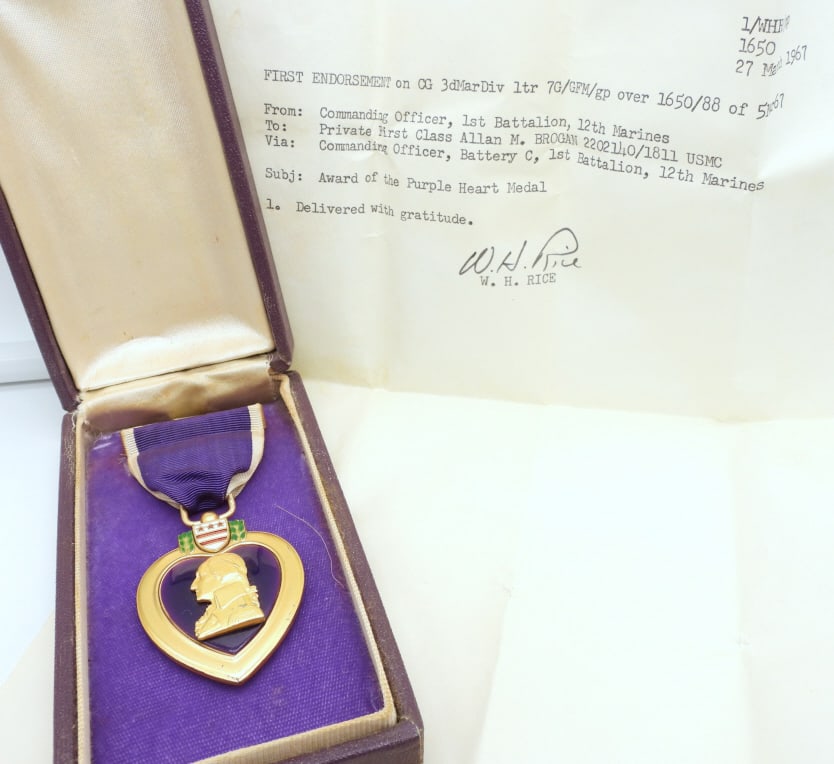 1/WHR
1650
27 Ma 1967
FIRST ENDORSEMENT on CG 3dMarDiv ltr 7G/GFM/gp over 1650/88 of
From: Commanding Officer, 1st Battalion, 12th Marines
To: Private First Class Allan M. BROGAN 2202140/1811 USMC
Via: Commanding Officer, Battery C, 1st Battalion, 12th Marines
Subj: Award of the Purple Heart Medal
1. Delivered with gratitude.
W. H. Rice
W. H. RICE